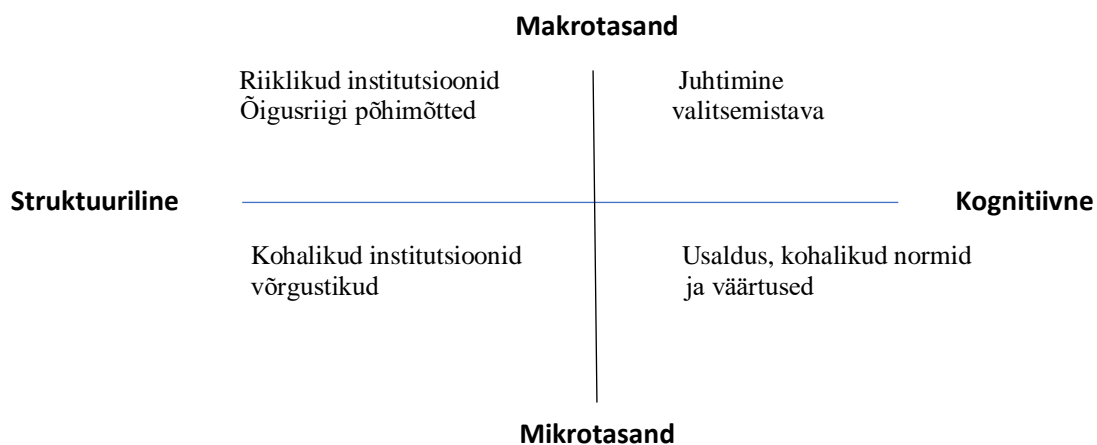 Makrotasand
Riiklikud institutsioonid
Õigusriigi põhimõtted
Juhtimine
valitsemistava
Struktuuriline
Kognitiivne
Kohalikud institutsioonid
võrgustikud
Usaldus, kohalikud normid
ja väärtused
Mikrotasand